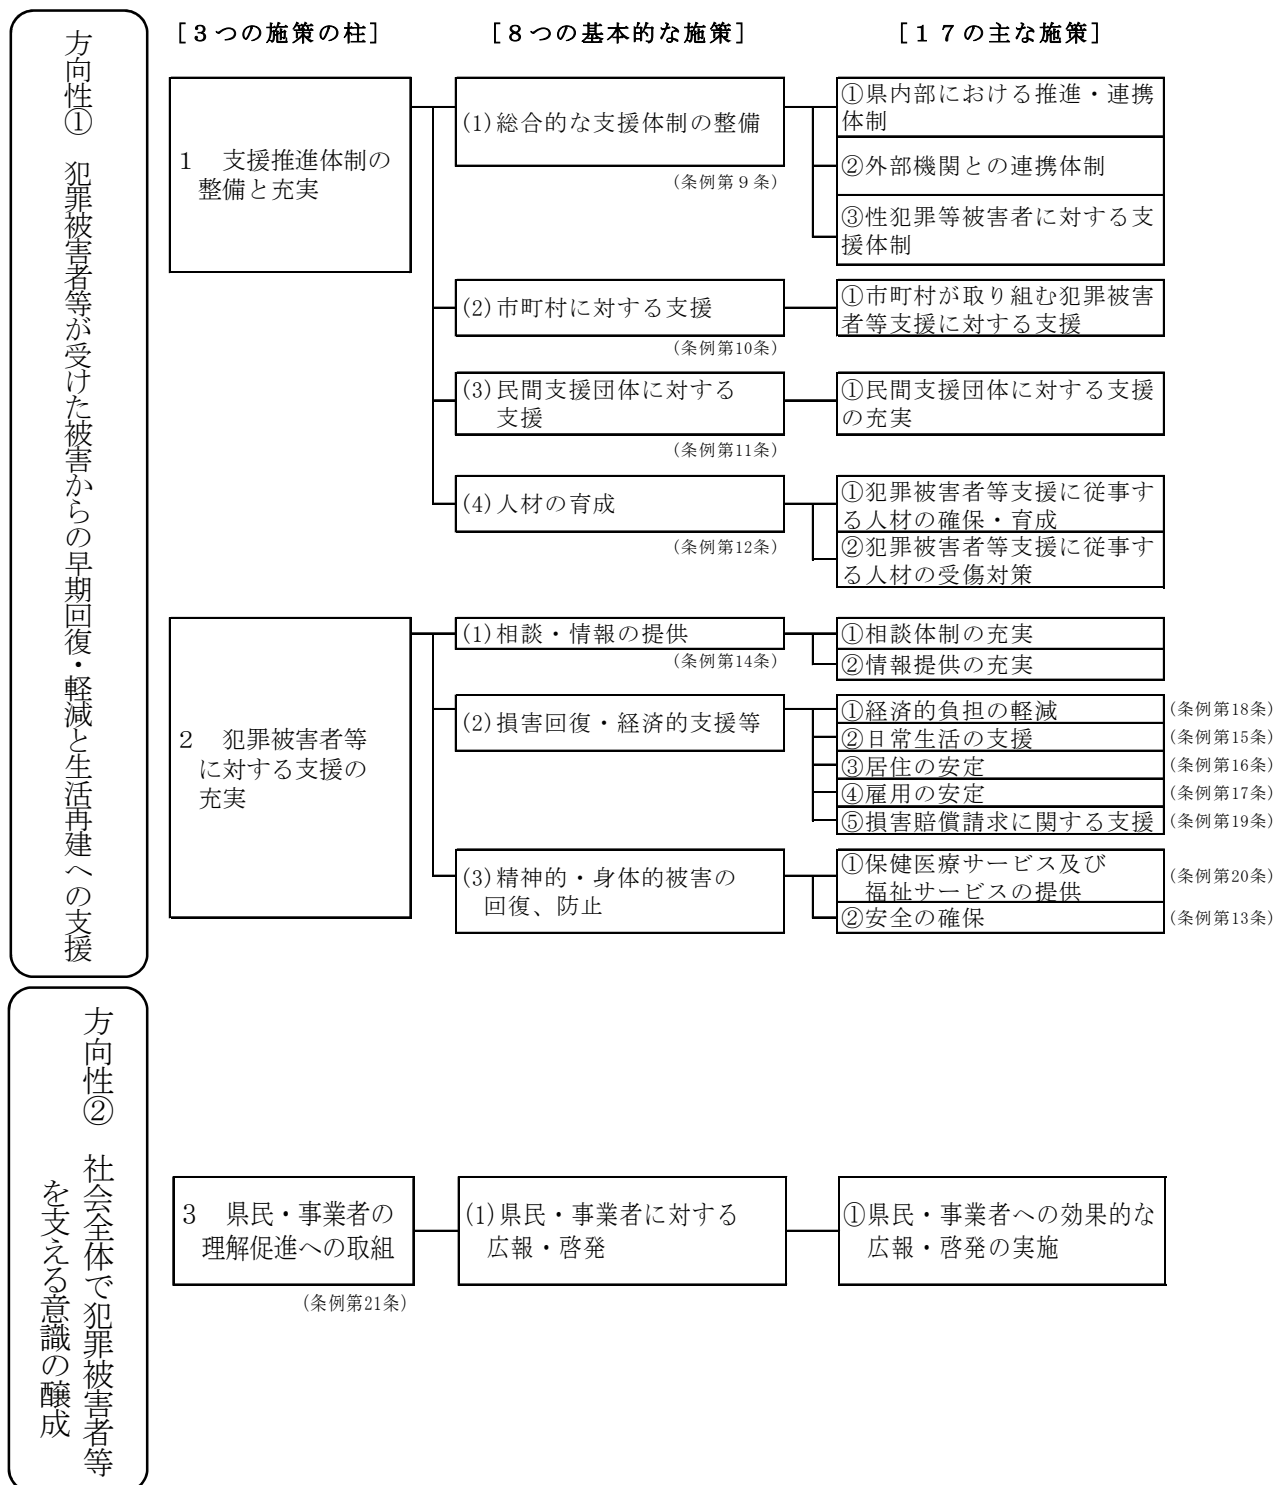 方向性①　犯罪被害者等が受けた被害からの早期回復・軽減と生活再建への支援
[３つの施策の柱]
[８つの基本的な施策]
[１７の主な施策]
１　支援推進体制の
整備と充実
(1)総合的な支援体制の整備
(条例第９条)
①県内部における推進・連携
体制
②外部機関との連携体制
③性犯罪等被害者に対する支
援体制
(2)市町村に対する支援
(条例第10条)
①市町村が取り組む犯罪被害
者等支援に対する支援
(3)民間支援団体に対する
支援
(条例第11条)
①民間支援団体に対する支援
の充実
(4)人材の育成
(条例第12条)
①犯罪被害者等支援に従事す
る人材の確保・育成
②犯罪被害者等支援に従事す
る人材の受傷対策
２　犯罪被害者等
に対する支援の
充実
(1)相談・情報の提供
(条例第14条)
①相談体制の充実
②情報提供の充実
(2)損害回復・経済的支援等
①経済的負担の軽減
(条例第18条)
②日常生活の支援
(条例第15条)
③居住の安定
(条例第16条)
④雇用の安定
(条例第17条)
⑤損害賠償請求に関する支援
(条例第19条)
(3)精神的・身体的被害の
回復、防止
①保健医療サービス及び
福祉サービスの提供
(条例第20条)
②安全の確保
(条例第13条)
方向性②　社会全体で犯罪被害者等
を支える意識の醸成
３　県民・事業者の
理解促進への取組
(条例第21条)
(1)県民・事業者に対する
広報・啓発
①県民・事業者への効果的な
広報・啓発の実施